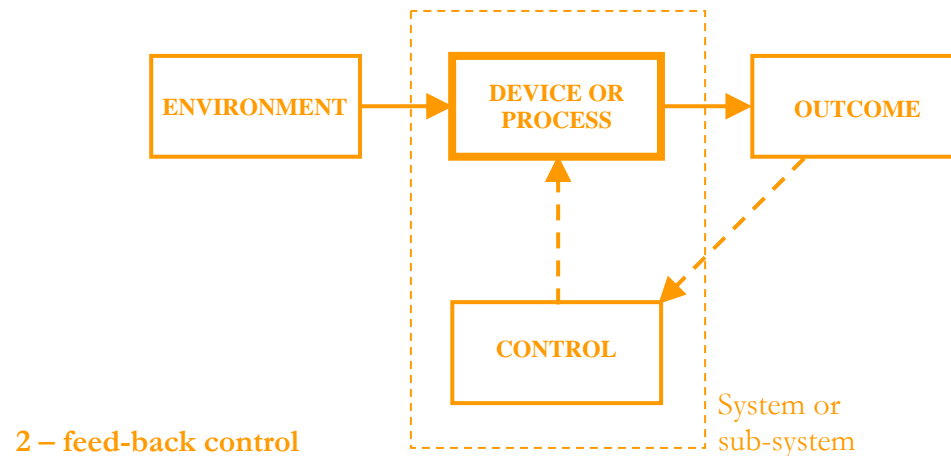 ENVIRONMENT
DEVICE OR
PROCESS
OUTCOME
CONTROL
System or
sub-system
2 – feed-back control